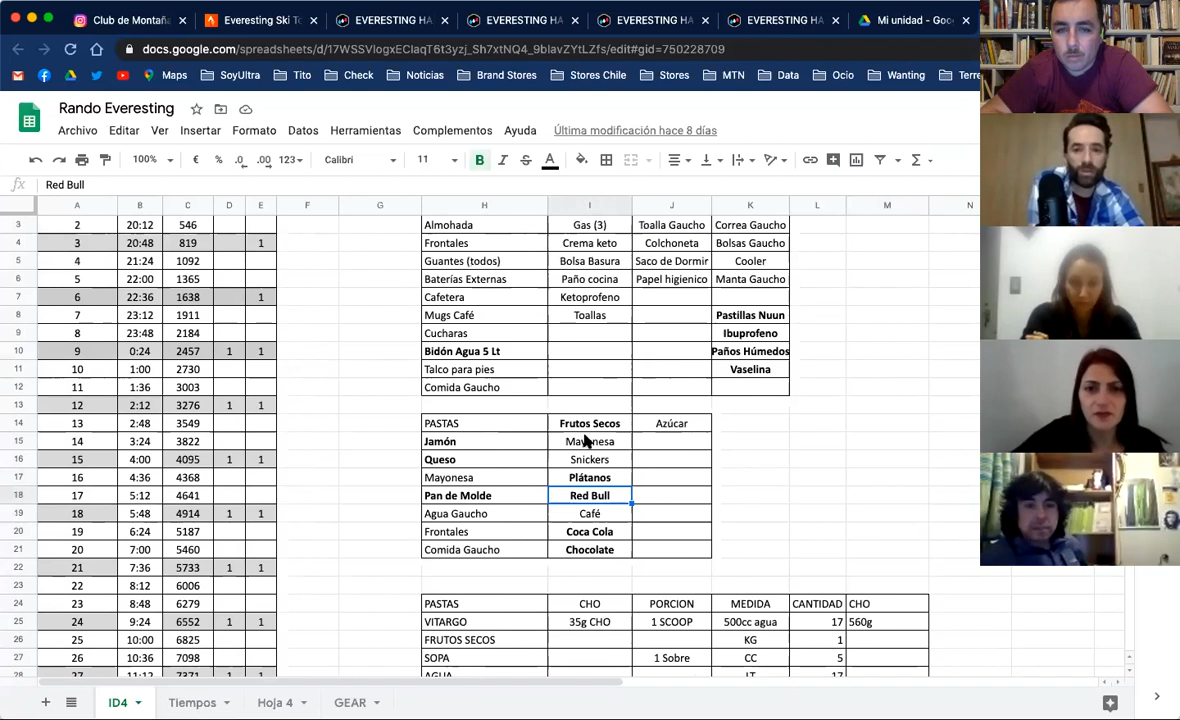 Club de Montaña
Everesting Ski To
EVERESTING HA
EVERESTING H
EVERESTING HA
EVERESTING HA
Mi unidad - Goo
docs.google.com/spreadsheets/d/17WSSVlogxEClaqT6t3yzj_Sh7xtNQ4_9blavZYtLZfs/edit#gid=750228709
Maps SoyUltra Tito Check Noticias Brand Stores Stores Chile Stores MTN Data Ocio Wanting Terre
Rando Everesting
Archivo Editar Ver Insertar Formato Datos Herramientas Complementos Ayuda Última modificación hace 8 días
100% € % .0 .00 123 Calibri 11 B I S A
fx Red Bull
A B C D E F G H I J K L M N
3 2 20:12 546 Almohada Gas (3) Toalla Gaucho Correa Gaucho
4 3 20:48 819 1 Frontales Crema keto Colchoneta Bolsas Gaucho
5 4 21:24 1092 Guantes (todos) Bolsa Basura Saco de Dormir Cooler
6 5 22:00 1365 Baterías Externas Paño cocina Papel higienico Manta Gaucho
7 6 22:36 1638 1 Cafetera Ketoprofeno
8 7 23:12 1911 Mugs Café Toallas Pastillas Nuun
9 8 23:48 2184 Cucharas Ibuprofeno
10 9 0:24 2457 1 1 Bidón Agua 5 Lt Paños Húmedos
11 10 1:00 2730 Talco para pies Vaselina
12 11 1:36 3003 Comida Gaucho
13 12 2:12 3276 1 1
14 13 2:48 3549 PASTAS Frutos Secos Azúcar
15 14 3:24 3822 Jamón Mayonesa
16 15 4:00 4095 1 1 Queso Snickers
17 16 4:36 4368 Mayonesa Plátanos
18 17 5:12 4641 Pan de Molde Red Bull
19 18 5:48 4914 1 1 Agua Gaucho Café
20 19 6:24 5187 Frontales Coca Cola
21 20 7:00 5460 Comida Gaucho Chocolate
22 21 7:36 5733 1 1
23 22 8:12 6006
24 23 8:48 6279 PASTAS CHO PORCION MEDIDA CANTIDAD CHO
25 24 9:24 6552 1 1 VITARGO 35g CHO 1 SCOOP 500cc agua 17 560g
26 25 10:00 6825 FRUTOS SECOS KG 1
27 26 10:36 7098 SOPA 1 Sobre CC 5
28 27 11:12 7371 1 1 AGUA LT 17
ID4 Tiempos Hoja 4 GEAR